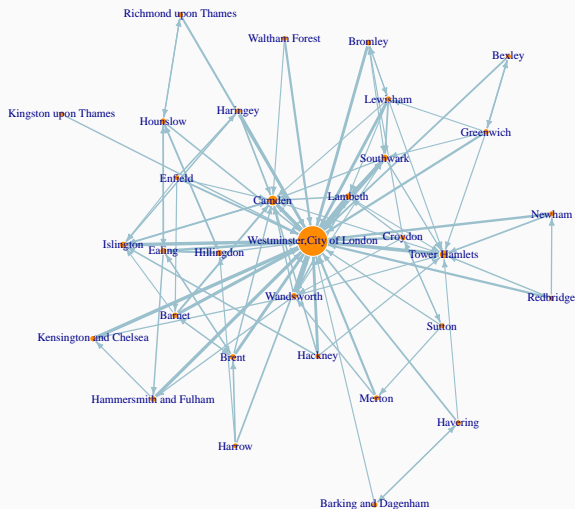 Richmond upon Thames
Waltham Forest
Bromley
Bexley
Lewisham
Kingston upon Thames
Haringey
Hounslow
Greenwich
Southwark
Enfield
Camden
Lambeth
Newham
Islington
Ealing
Hillingdon
Westminster,City of London
Croydon
Tower Hamlets
Wandsworth
Redbridge
Barnet
Sutton
Kensington and Chelsea
Brent
Hackney
Hammersmith and Fulham
Merton
Havering
Harrow
Barking and Dagenham